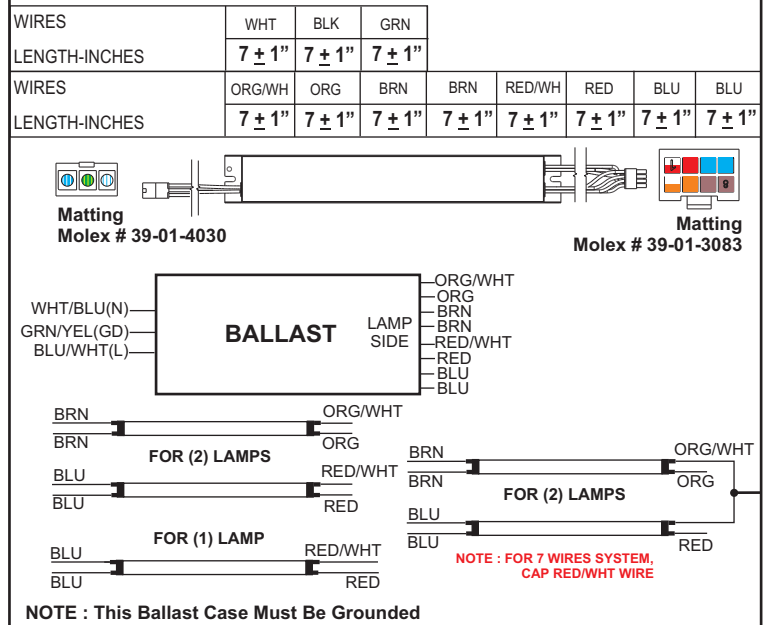 WIRES WHT BLK GRN
LENGTH-INCHES 7 ± 1” 7 ± 1” 7 ± 1”
WIRES ORG/WH ORG BRN BRN RED/WH RED BLU BLU
LENGTH-INCHES 7 ± 1” 7 ± 1” 7 ± 1” 7 ± 1” 7 ± 1” 7 ± 1” 7 ± 1” 7 ± 1”
1
8
Matting
Molex # 39-01-4030
Matting
Molex # 39-01-3083
WHT/BLU(N)
GRN/YEL(GD)
BLU/WHT(L)
BALLAST
LAMP
SIDE
ORG/WHT
ORG
BRN
BRN
RED/WHT
RED
BLU
BLU
BRN ORG/WHT
BRN ORG
FOR (2) LAMPS
BLU RED/WHT
BLU RED
FOR (1) LAMP
BLU RED/WHT
BLU RED
BRN ORG/WHT
BRN ORG
FOR (2) LAMPS
BLU
BLU RED
NOTE : FOR 7 WIRES SYSTEM,
CAP RED/WHT WIRE
NOTE : This Ballast Case Must Be Grounded